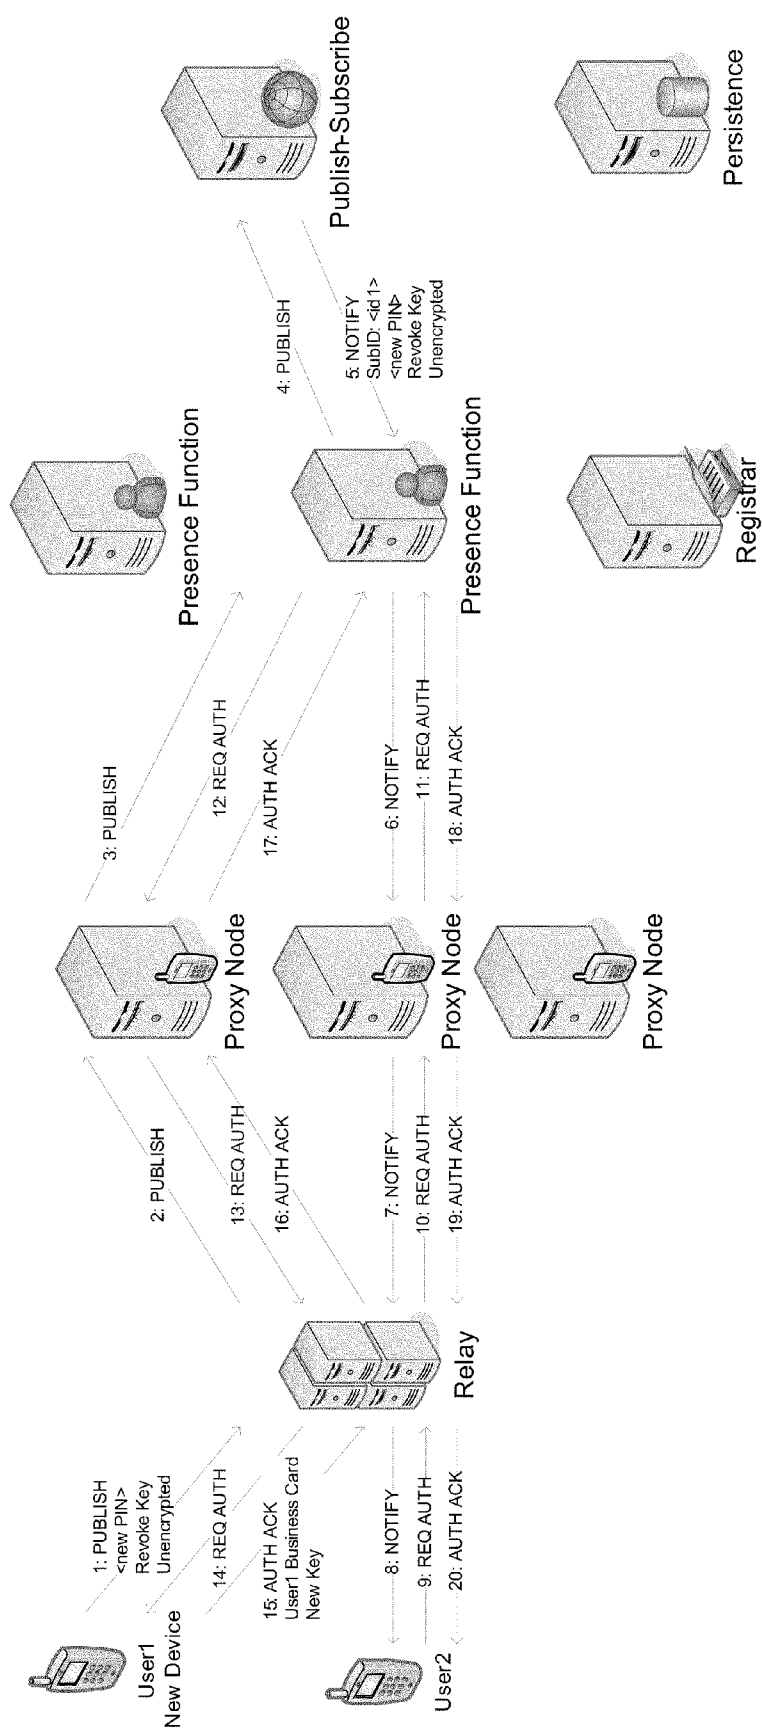 User1
New Device
1: PUBLISH
<new PIN>
Revoke Key
Unencrypted
14: REQ AUTH
15: AUTH ACK
User1 Business Card
New Key
User2
8: NOTIFY
9: REQ AUTH
20: AUTH ACK
Relay
2: PUBLISH
13: REQ AUTH
16: AUTH ACK
7: NOTIFY
10: REQ AUTH
19: AUTH ACK
Proxy Node
Proxy Node
Proxy Node
3: PUBLISH
12: REQ AUTH
17: AUTH ACK
6: NOTIFY
11: REQ AUTH
18: AUTH ACK
Presence Function
Presence Function
Registrar
4: PUBLISH
5: NOTIFY
SubID: <id1>
<new PIN>
Revoke Key
Unencrypted
Publish-Subscribe
Persistence